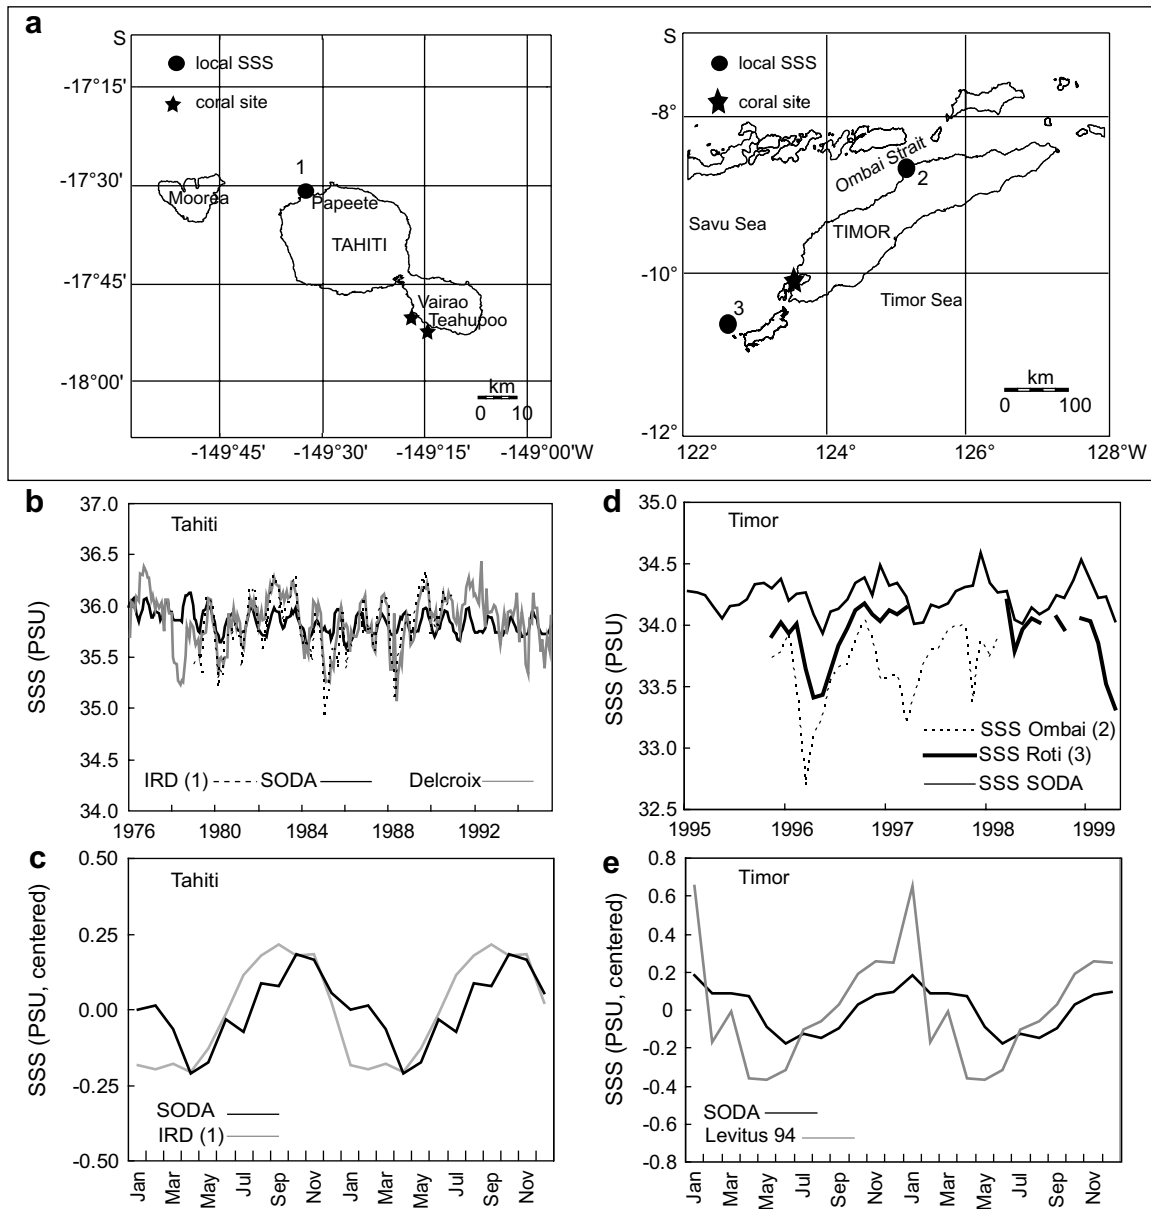 a
S
local SSS
coral site
-17°15'
-17°30'
-17°45'
-18°00'
1
Moorea
Papeete
TAHITI
Vairao
Teahupoo
km
0 10
-149°45' -149°30' -149°15' -149°00'W
S
local SSS
coral site
-8°
-10°
-12°
Ombai Strait
2
Savu Sea
TIMOR
Timor Sea
3
km
0 100
122° 124° 126° 128°W
b
Tahiti
SSS (PSU)
37.0
36.5
36.0
35.5
35.0
34.5
34.0
IRD (1) SODA Delcroix
1976 1980 1984 1988 1992
d
Timor
SSS (PSU)
35.0
34.5
34.0
33.5
33.0
32.5
SSS Ombai (2)
SSS Roti (3)
SSS SODA
1995 1996 1997 1998 1999
c
Tahiti
SSS (PSU, centered)
0.50
0.25
0.00
-0.25
-0.50
SODA
IRD (1)
Jan Mar May Jul Sep Nov Jan Mar May Jul Sep Nov
e
Timor
SSS (PSU, centered)
0.8
0.6
0.4
0.2
0
-0.2
-0.4
-0.6
-0.8
SODA
Levitus 94
Jan Mar May Jul Sep Nov Jan Mar May Jul Sep Nov